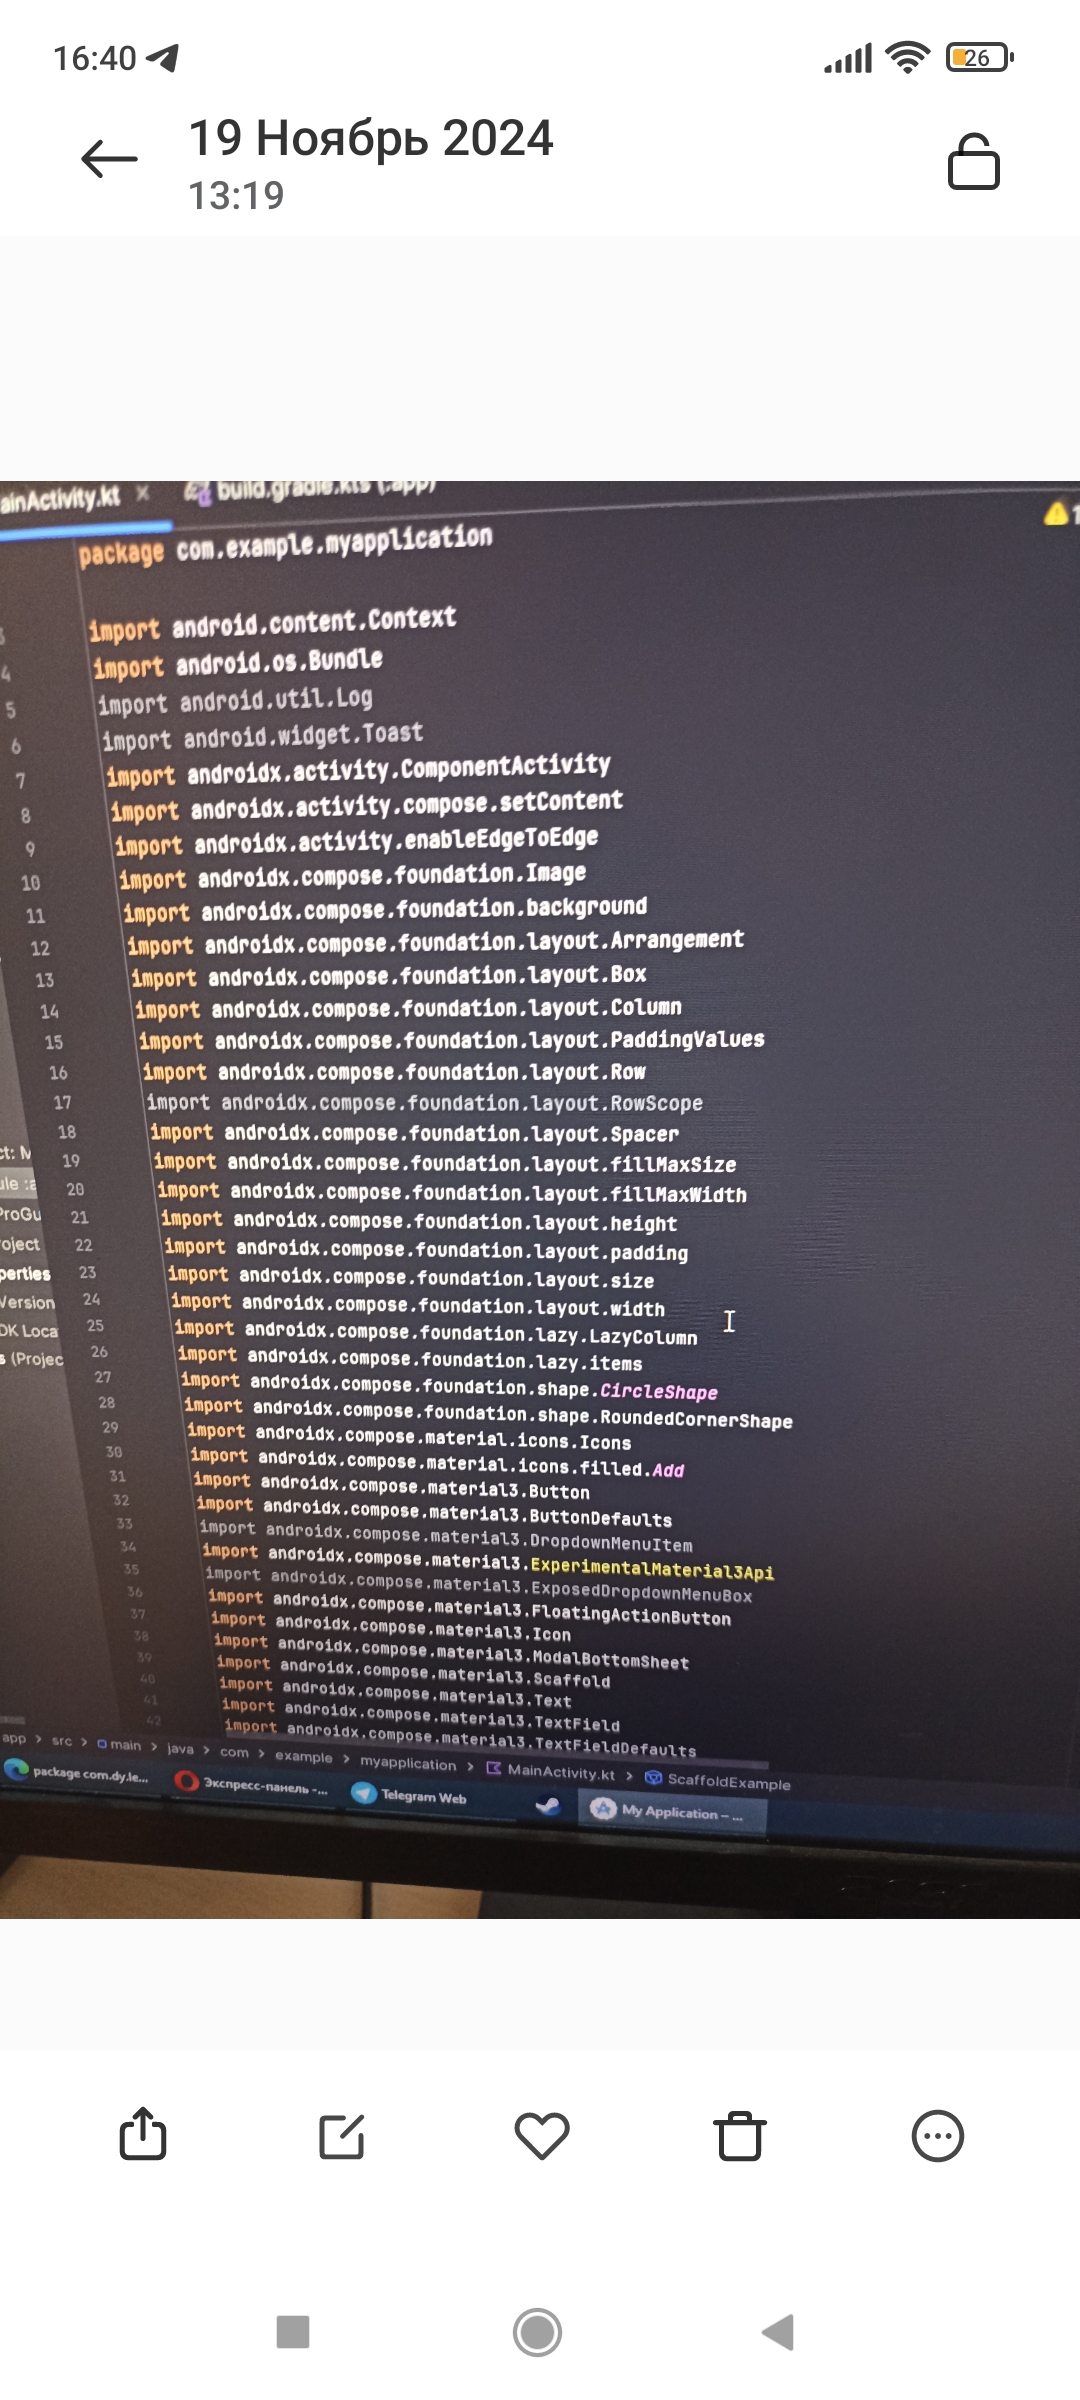 16:40
26
19 Ноябрь 2024
13:19
ainActivity.kt × build.gradle.kts (:app)
1
package com.example.myapplication
import android.content.Context
4 import android.os.Bundle
5 import android.util.Log
6 import android.widget.Toast
7 import androidx.activity.ComponentActivity
8 import androidx.activity.compose.setContent
9 import androidx.activity.enableEdgeToEdge
10 import androidx.compose.foundation.Image
11 import androidx.compose.foundation.background
12 import androidx.compose.foundation.layout.Arrangement
13 import androidx.compose.foundation.layout.Box
14 import androidx.compose.foundation.layout.Column
15 import androidx.compose.foundation.layout.PaddingValues
16 import androidx.compose.foundation.layout.Row
17 import androidx.compose.foundation.layout.RowScope
18 import androidx.compose.foundation.layout.Spacer
ct: M 19 import androidx.compose.foundation.layout.fillMaxSize
ule :a 20 import androidx.compose.foundation.layout.fillMaxWidth
ProGu 21 import androidx.compose.foundation.layout.height
oject 22 import androidx.compose.foundation.layout.padding
perties 23 import androidx.compose.foundation.layout.size
Version 24 import androidx.compose.foundation.layout.width
DK Loca 25 import androidx.compose.foundation.lazy.LazyColumn
s (Projec 26 import androidx.compose.foundation.lazy.items
27 import androidx.compose.foundation.shape.CircleShape
28 import androidx.compose.foundation.shape.RoundedCornerShape
29 import androidx.compose.material.icons.Icons
30 import androidx.compose.material.icons.filled.Add
31 import androidx.compose.material3.Button
32 import androidx.compose.material3.ButtonDefaults
33 import androidx.compose.material3.DropdownMenuItem
34 import androidx.compose.material3.ExperimentalMaterial3Api
35 import androidx.compose.material3.ExposedDropdownMenuBox
36 import androidx.compose.material3.FloatingActionButton
37 import androidx.compose.material3.Icon
38 import androidx.compose.material3.ModalBottomSheet
39 import androidx.compose.material3.Scaffold
40 import androidx.compose.material3.Text
41 import androidx.compose.material3.TextField
42 import androidx.compose.material3.TextFieldDefaults
app > src > main > java > com > example > myapplication > MainActivity.kt > ScaffoldExample
package com.dy.le... Экспресс-панель -... Telegram Web My Application – ...